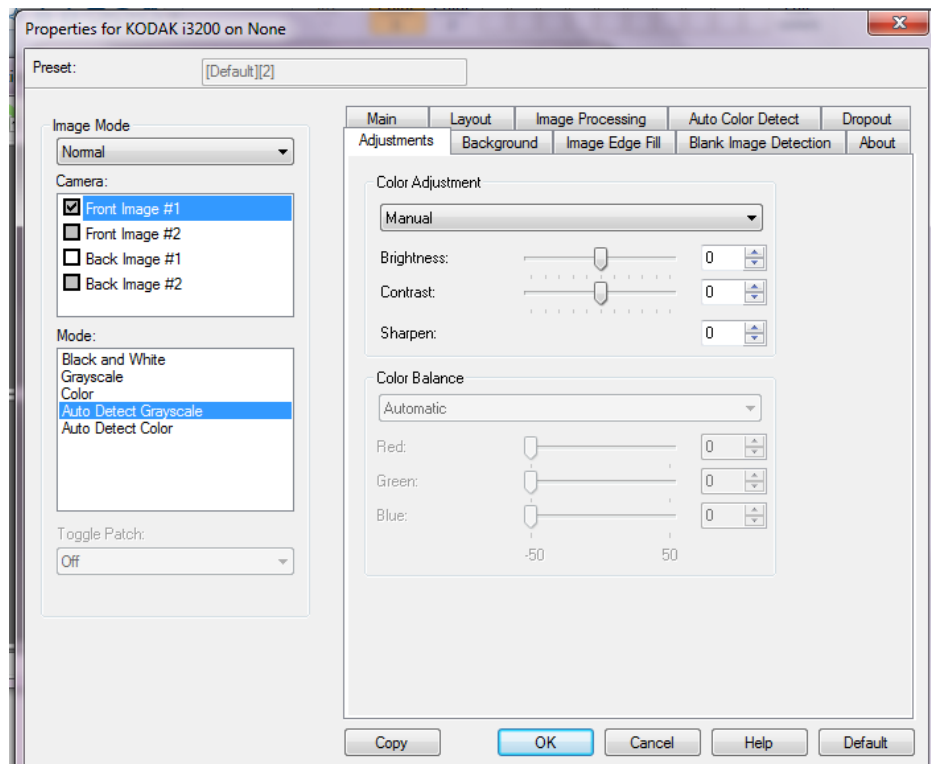 Properties for KODAK i3200 on None
Preset:
[Default][2]
Image Mode
Normal
Camera:
Front Image #1
Front Image #2
Back Image #1
Back Image #2
Mode:
Black and White
Grayscale
Color
Auto Detect Grayscale
Auto Detect Color
Toggle Patch:
Off
Main Layout Image Processing Auto Color Detect Dropout
Adjustments Background Image Edge Fill Blank Image Detection About
Color Adjustment
Manual
Brightness: 0
Contrast: 0
Sharpen: 0
Color Balance
Automatic
Red: 0
Green: 0
Blue: 0
-50 50
Copy OK Cancel Help Default